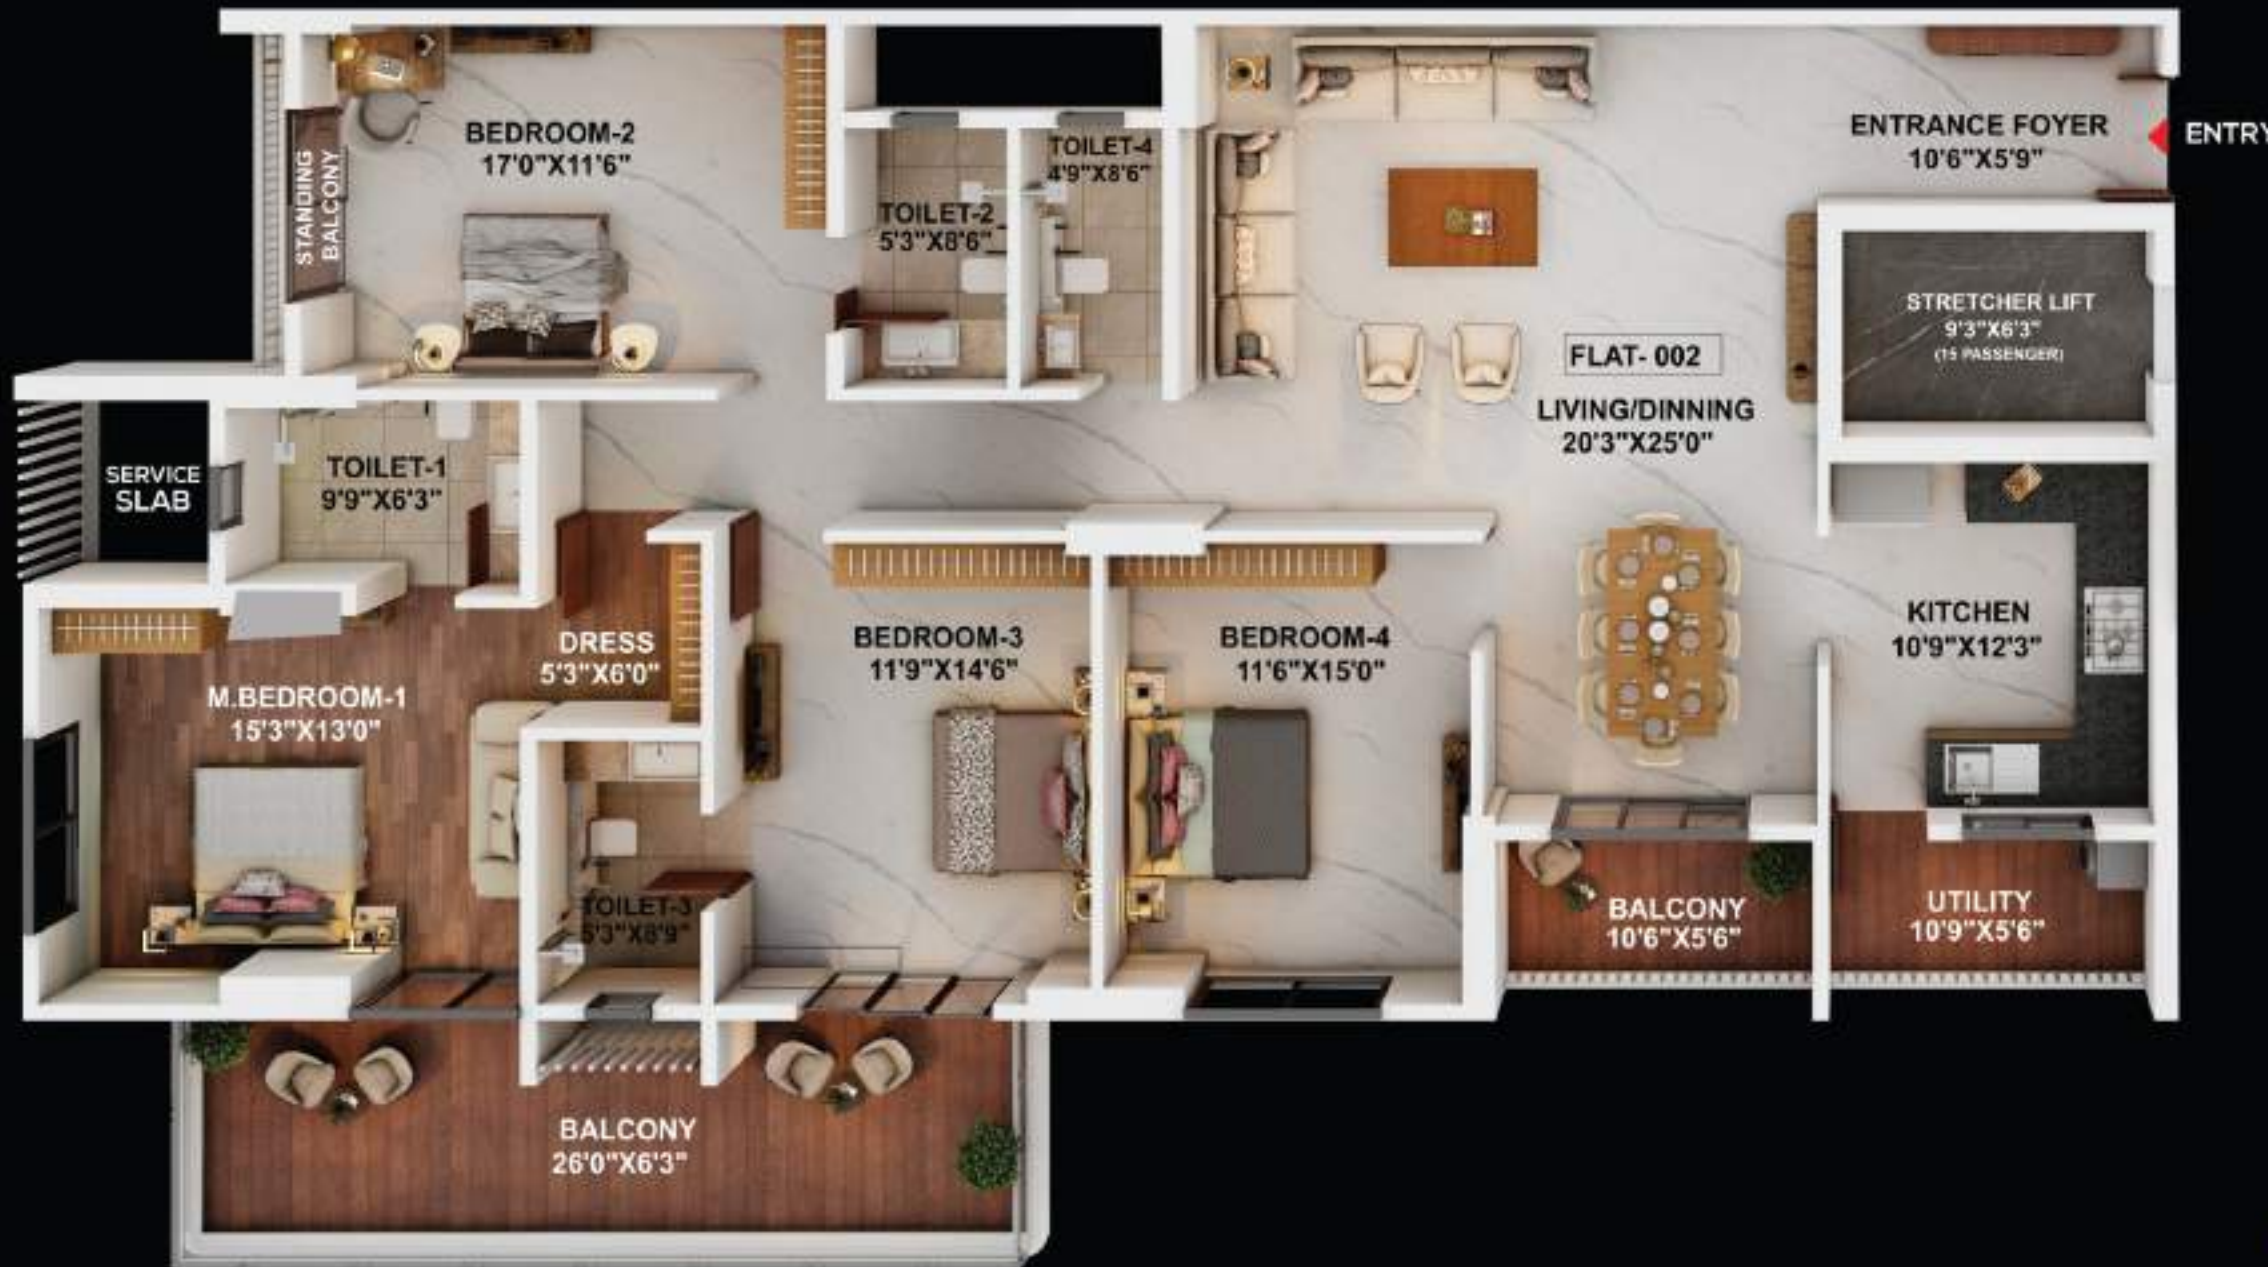 BEDROOM-2
17'0"X11'6"
STANDING
BALCONY
TOILET-4
4'9"X8'6"
TOILET-2
5'3"X8'6"
ENTRANCE FOYER
10'6"X5'9"
ENTRY
STRETCHER LIFT
9'3"X6'3"
(15 PASSENGER)
FLAT- 002
LIVING/DINNING
20'3"X25'0"
SERVICE
SLAB
TOILET-1
9'9"X6'3"
DRESS
5'3"X6'0"
M.BEDROOM-1
15'3"X13'0"
BEDROOM-3
11'9"X14'6"
BEDROOM-4
11'6"X15'0"
KITCHEN
10'9"X12'3"
TOILET-3
5'3"X8'9"
BALCONY
10'6"X5'6"
UTILITY
10'9"X5'6"
BALCONY
26'0"X6'3"